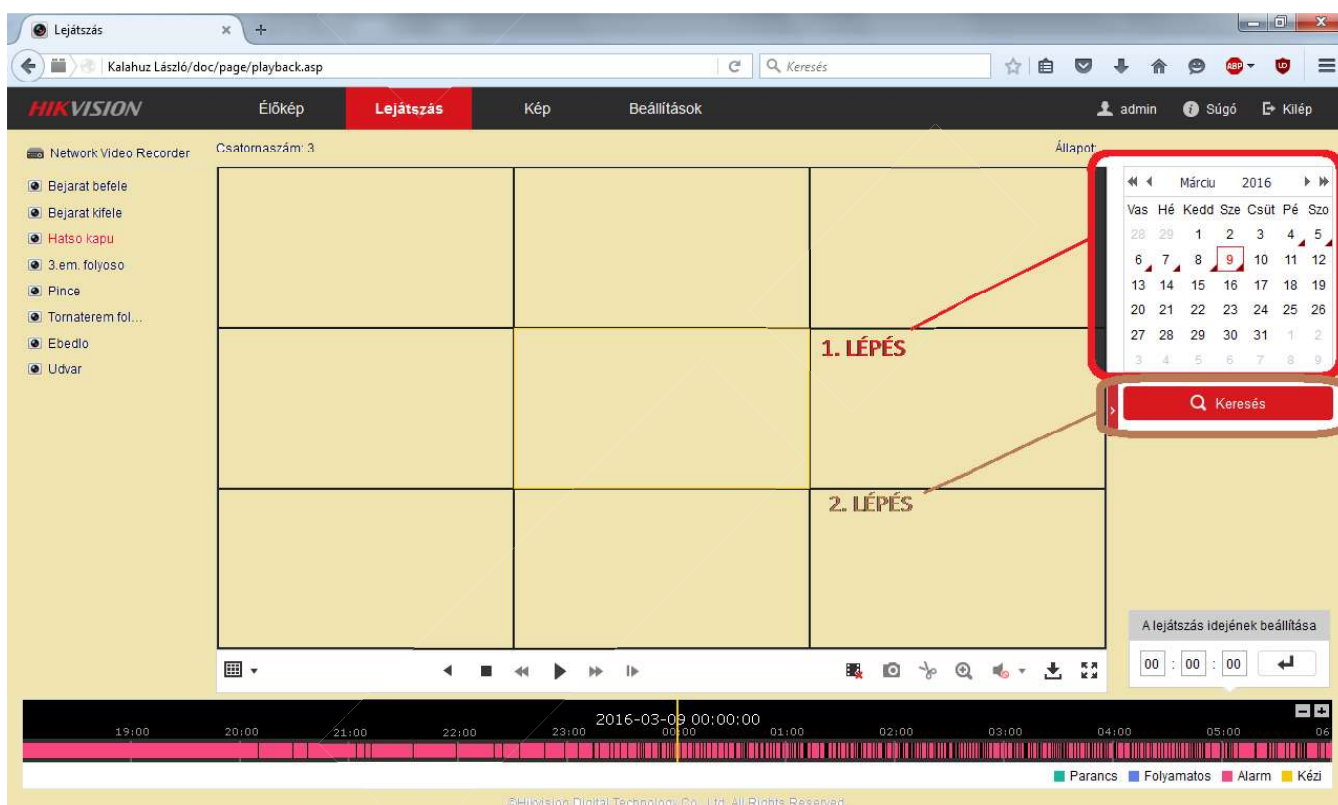 Lejátszás
Kalahuz László/doc/page/playback.asp
Keresés
ABP
HIKVISION
Élőkép
Lejátszás
Kép
Beállítások
admin
Súgó
Kilép
Network Video Recorder
Csatornaszám: 3
Állapot:
Bejarat befele
Bejarat kifele
Hatso kapu
3.em. folyoso
Pince
Tornaterem fol...
Ebedlo
Udvar
Márciu 2016
Vas Hé Kedd Sze Csüt Pé Szo
28 29 1 2 3 4 5
6 7 8 9 10 11 12
13 14 15 16 17 18 19
20 21 22 23 24 25 26
27 28 29 30 31 1 2
3 4 5 6 7 8 9
1. LÉPÉS
Keresés
2. LÉPÉS
A lejátszás idejének beállítása
00 : 00 : 00
2016-03-09 00:00:00
19:00 20:00 21:00 22:00 23:00 00:00 01:00 02:00 03:00 04:00 05:00 06
Parancs Folyamatos Alarm Kézi
©Hikvision Digital Technology Co., Ltd. All Rights Reserved.